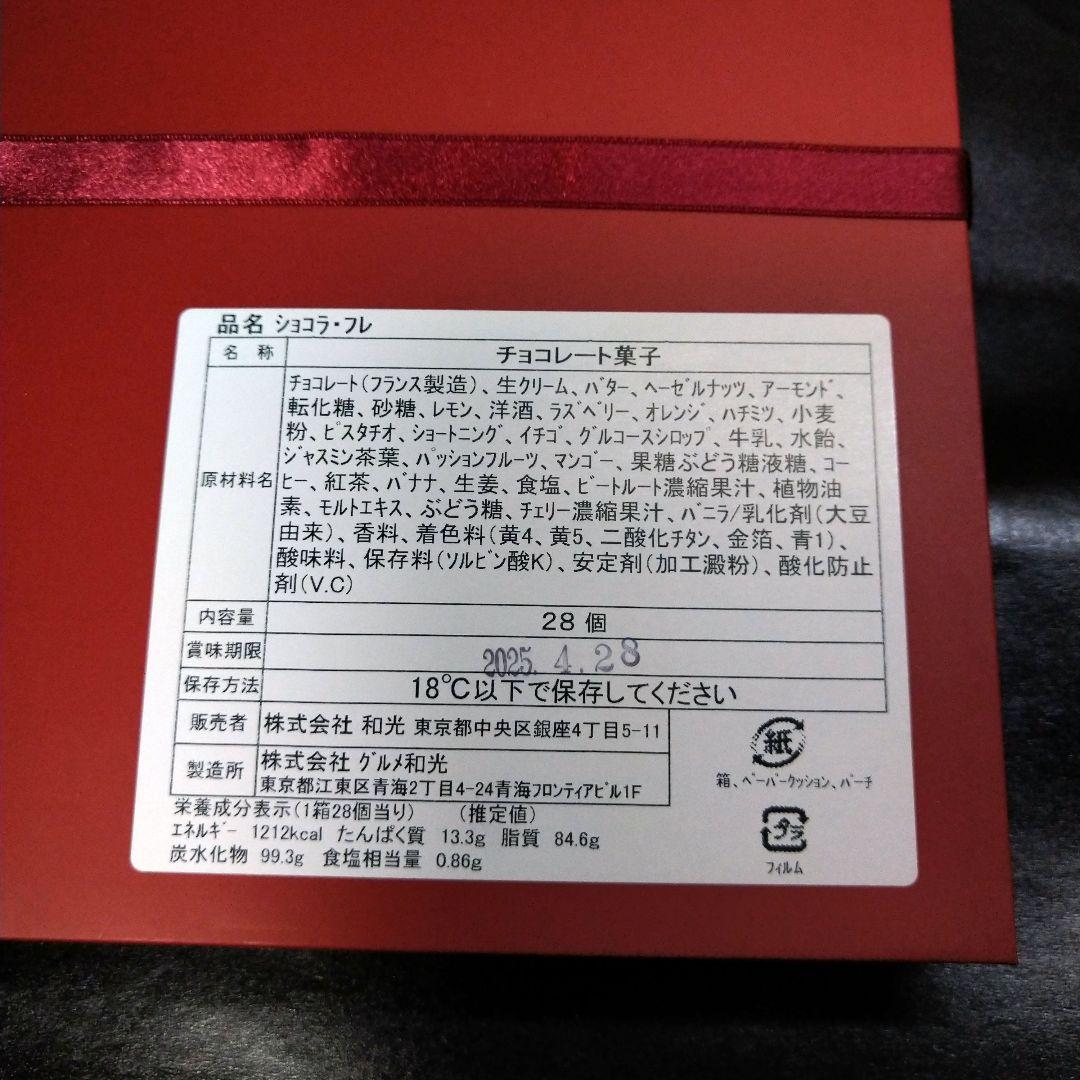 品名 ショコラ・フレ
名 称 チョコレート菓子
原材料名
チョコレート(フランス製造)、生クリーム、バター、ヘーゼルナッツ、アーモンド、
転化糖、砂糖、レモン、洋酒、ラズベリー、オレンジ、ハチミツ、小麦
粉、ピスタチオ、ショートニング、イチゴ、グルコースシロップ、牛乳、水飴、
ジャスミン茶葉、パッションフルーツ、マンゴー、果糖ぶどう糖液糖、コー
ヒー、紅茶、バナナ、生姜、食塩、ビートルート濃縮果汁、植物油
素、モルトエキス、ぶどう糖、チェリー濃縮果汁、バニラ/乳化剤(大豆
由来)、香料、着色料(黄4、黄5、二酸化チタン、金箔、青1)、
酸味料、保存料(ソルビン酸K)、安定剤(加工澱粉)、酸化防止
剤(V.C)
内容量 28 個
賞味期限 2025. 4. 28
保存方法 18℃以下で保存してください
販売者 株式会社 和光 東京都中央区銀座4丁目5-11
製造所 株式会社 グルメ和光
東京都江東区青海2丁目4-24青海フロンティアビル1F
栄養成分表示(1箱28個当り) (推定値)
エネルギー 1212kcal たんぱく質 13.3g 脂質 84.6g
炭水化物 99.3g 食塩相当量 0.86g
紙
箱、ペーパークッション、パーチ
プラ
フィルム